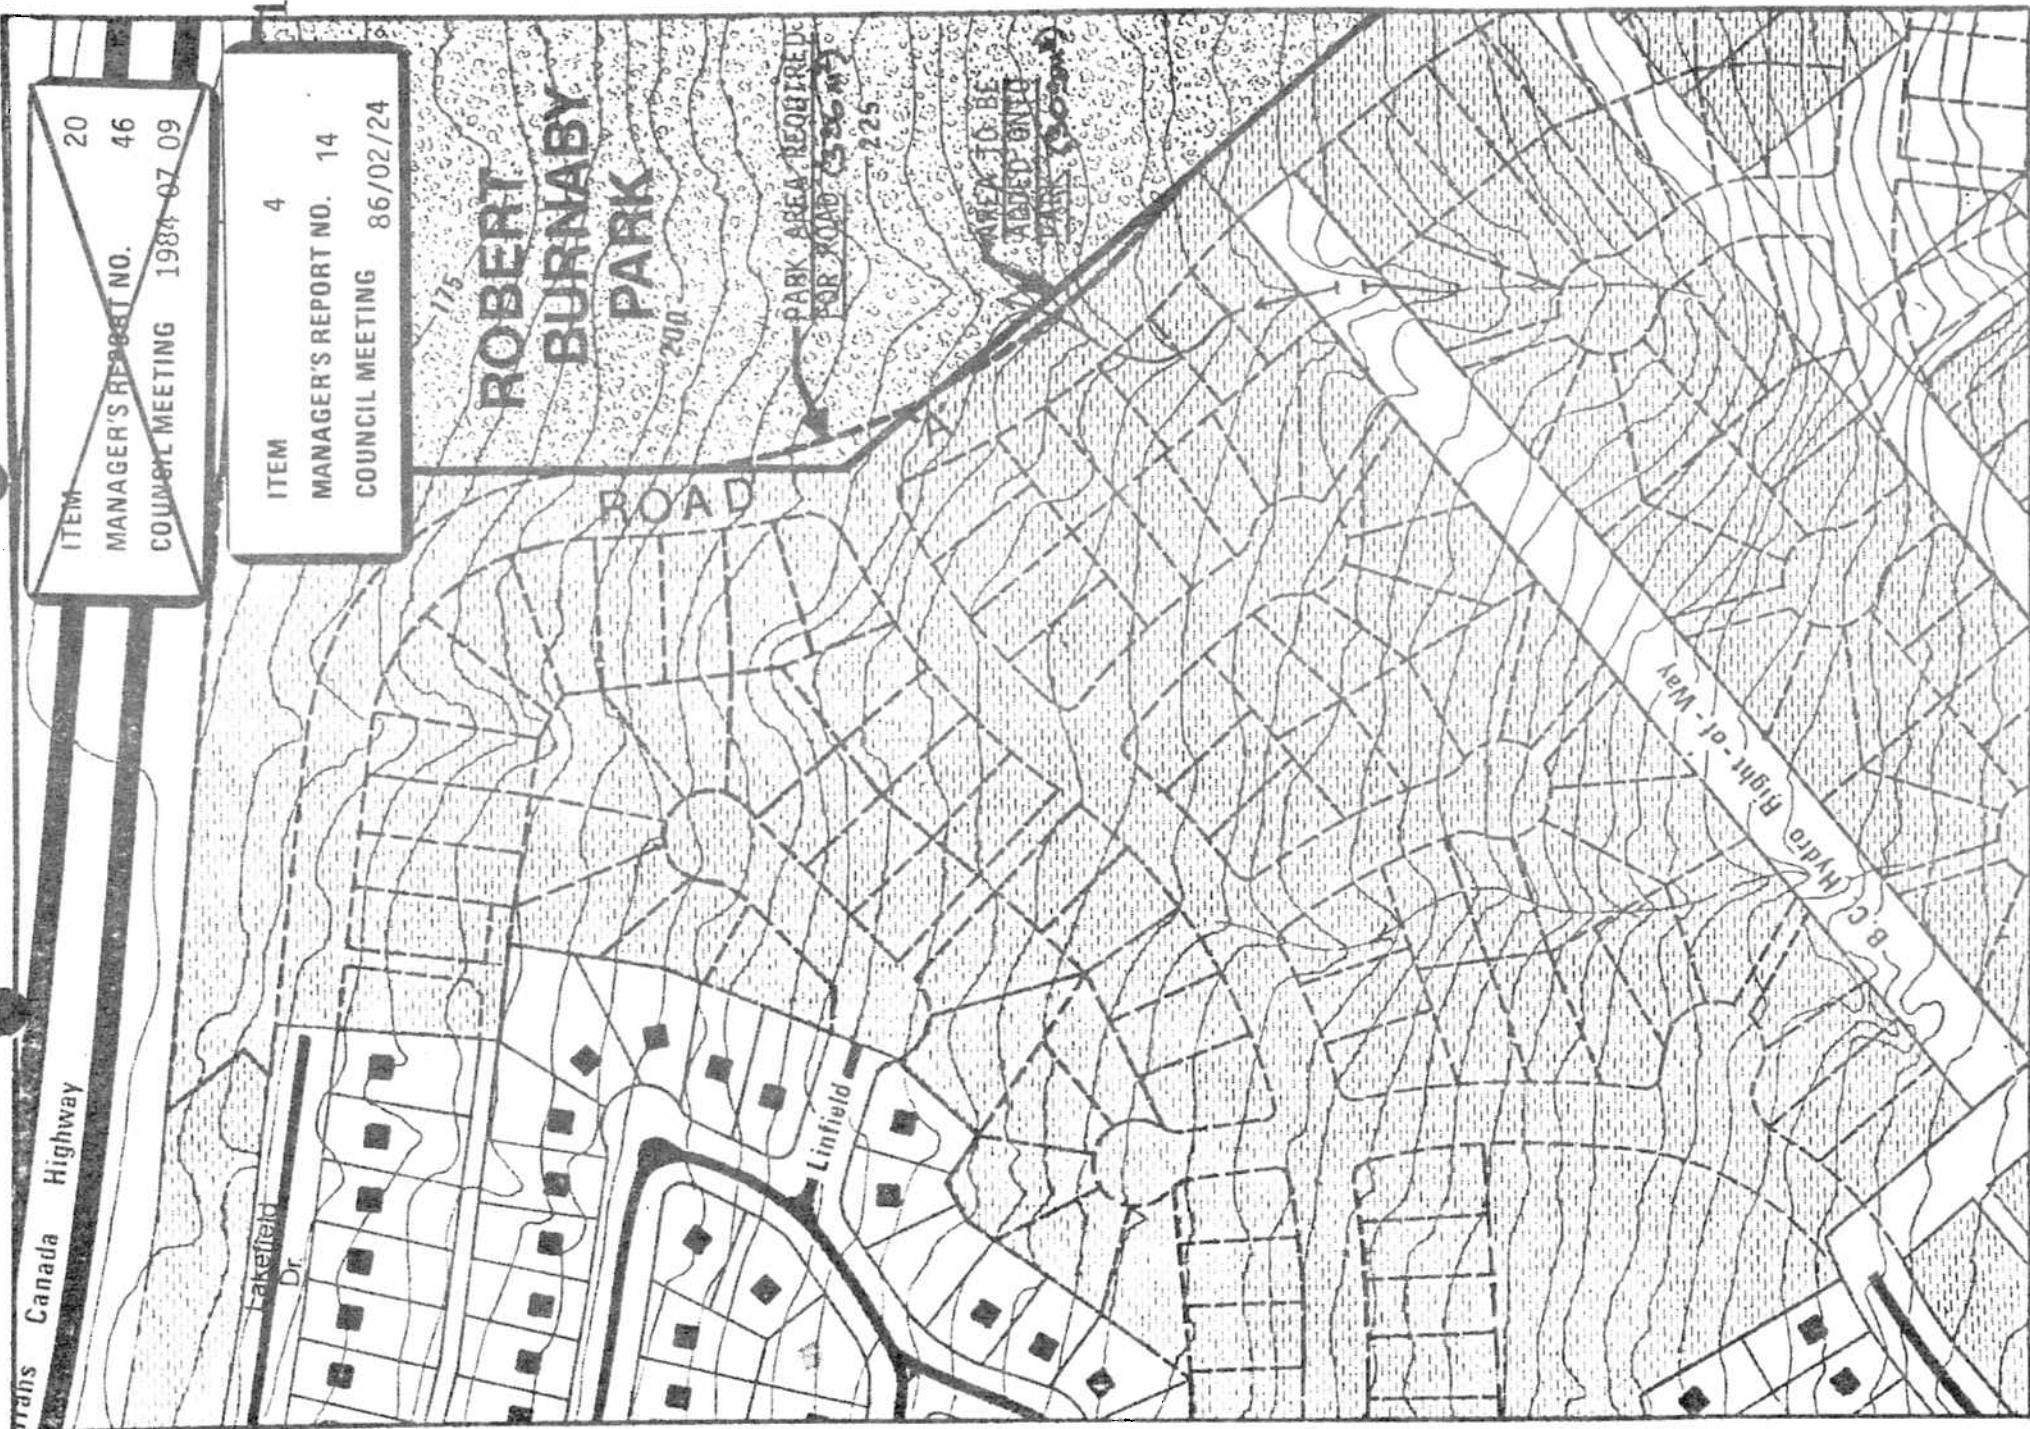 ITEM 20
MANAGER'S REPORT NO. 46
COUNCIL MEETING 1984 07 09
ITEM 4
MANAGER'S REPORT NO. 14
COUNCIL MEETING 86/02/24
175
ROBERT
BURNABY
PARK
200
PARK AREA REQUIRED
FOR ROAD
225
AREA TO BE
ADDED ONTO
PARK
ROAD
'A'
Trans Canada Highway
Lakefield
Dr.
Linfield
B.C. Hydro Right-of-Way